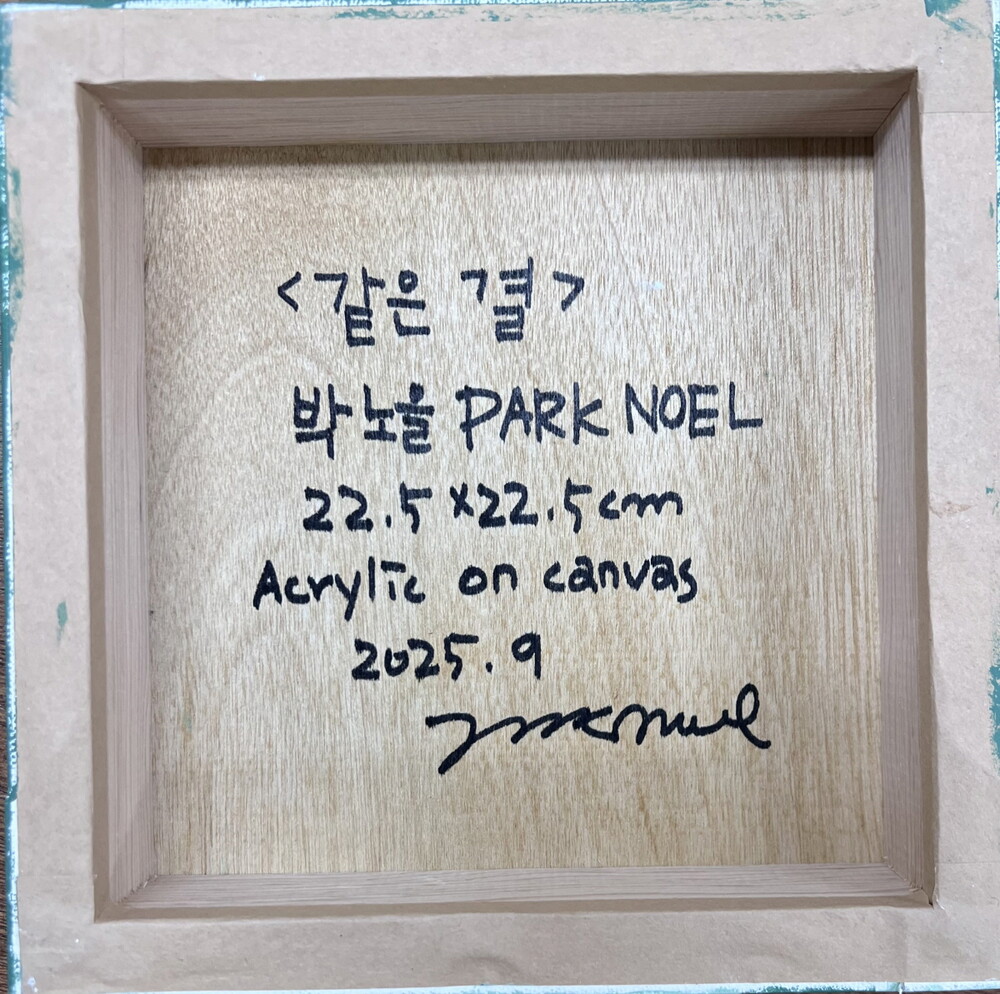 <같은 결>
박노을 PARK NOEL
22.5x22.5cm
Acrylic on canvas
2025.9